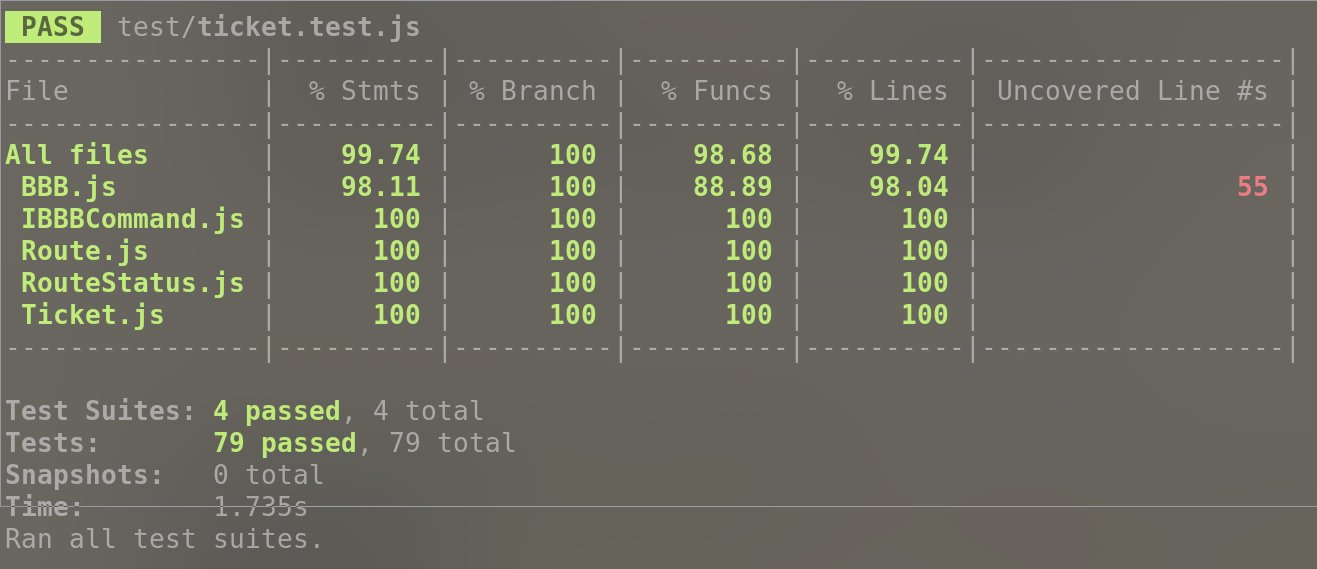 PASS test/ticket.test.js
----------------|----------|----------|----------|----------|-------------------|
File            |  % Stmts | % Branch |  % Funcs |  % Lines | Uncovered Line #s |
----------------|----------|----------|----------|----------|-------------------|
All files       |    99.74 |      100 |    98.68 |    99.74 |                   |
 BBB.js         |    98.11 |      100 |    88.89 |    98.04 |                55 |
 IBBBCommand.js |      100 |      100 |      100 |      100 |                   |
 Route.js       |      100 |      100 |      100 |      100 |                   |
 RouteStatus.js |      100 |      100 |      100 |      100 |                   |
 Ticket.js      |      100 |      100 |      100 |      100 |                   |
----------------|----------|----------|----------|----------|-------------------|
Test Suites: 4 passed, 4 total
Tests:       79 passed, 79 total
Snapshots:   0 total
Time:        1.735s
Ran all test suites.